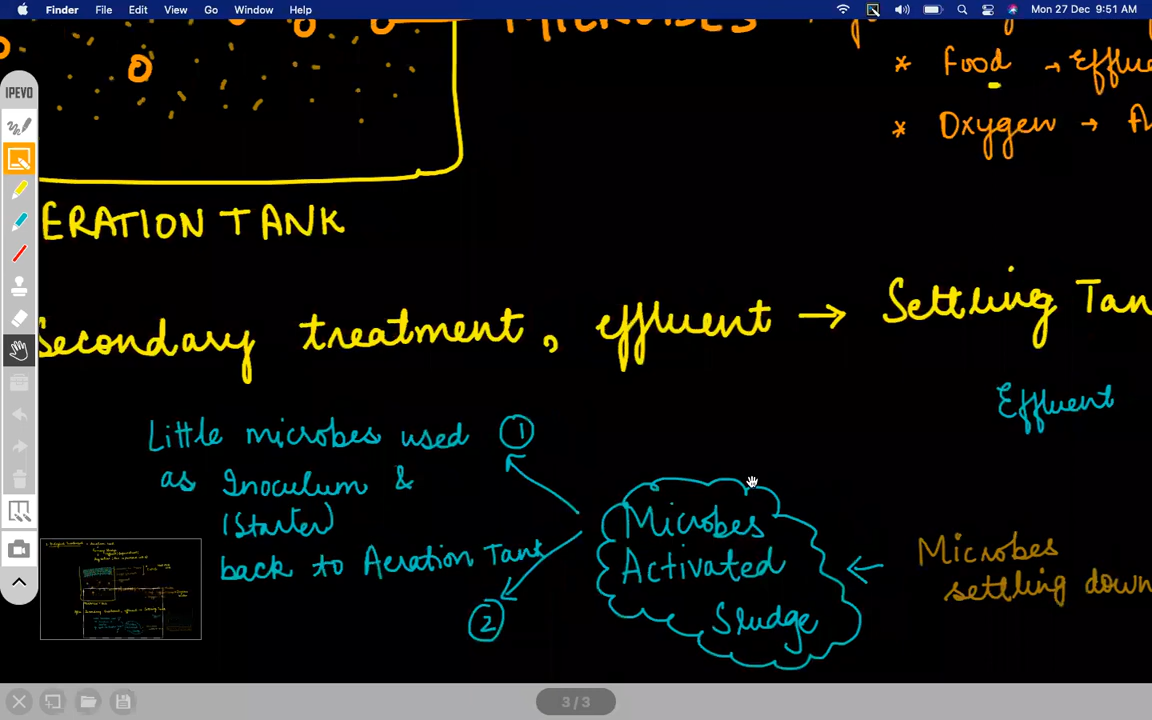 Finder File Edit View Go Window Help Mon 27 Dec 9:51 AM
MICROBES
* Food → Efflue
IPEVO
* Oxygen → A
ERATION TANK
Settling Tan
Secondary treatment, effluent →
Effluent
Little microbes used ①
as Inoculum &
(Starter)
back to Aeration Tank
②
Microbes
Activated
Sludge
← Microbes
settling down
3/3